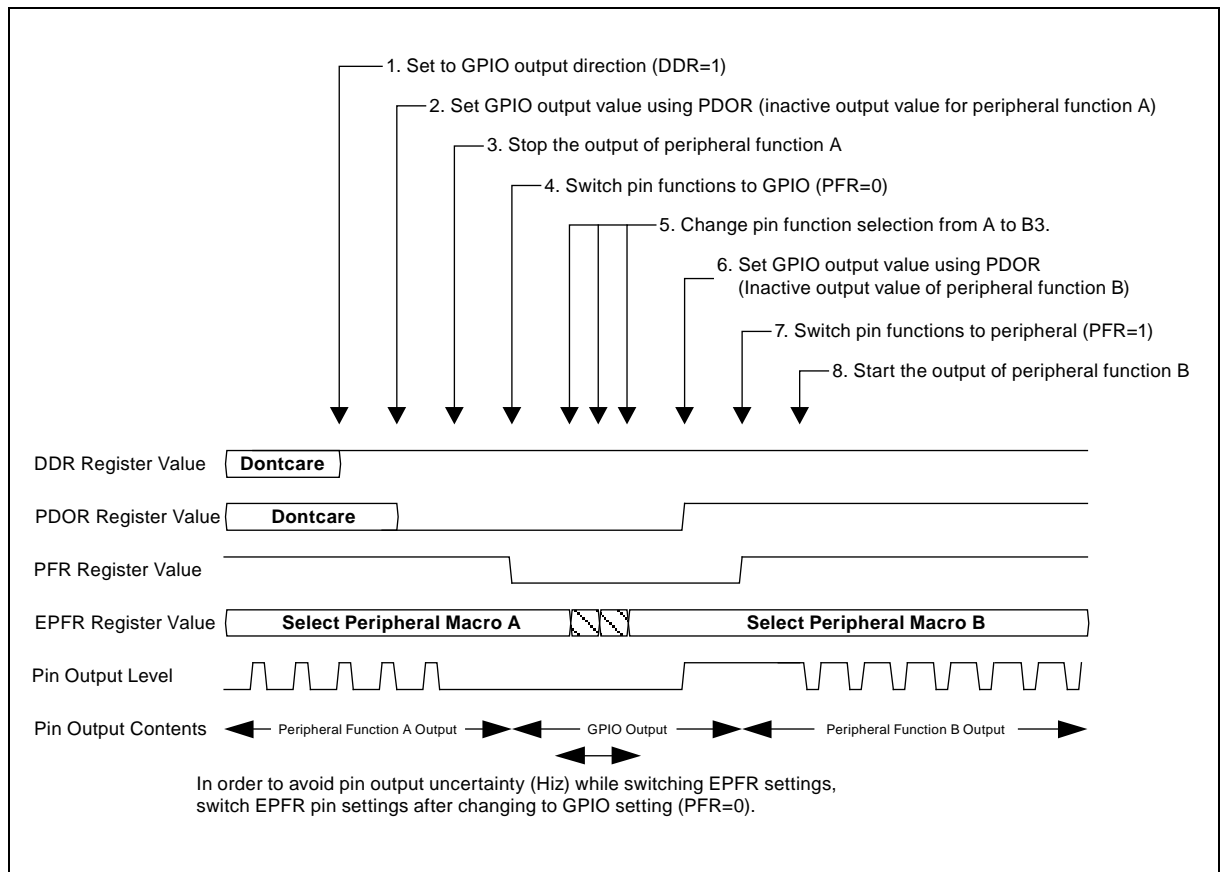 1. Set to GPIO output direction (DDR=1)
2. Set GPIO output value using PDOR (inactive output value for peripheral function A)
3. Stop the output of peripheral function A
4. Switch pin functions to GPIO (PFR=0)
5. Change pin function selection from A to B3.
6. Set GPIO output value using PDOR
(Inactive output value of peripheral function B)
7. Switch pin functions to peripheral (PFR=1)
8. Start the output of peripheral function B
DDR Register Value Dontcare
PDOR Register Value Dontcare
PFR Register Value
EPFR Register Value Select Peripheral Macro A Select Peripheral Macro B
Pin Output Level
Pin Output Contents Peripheral Function A Output GPIO Output Peripheral Function B Output
In order to avoid pin output uncertainty (Hiz) while switching EPFR settings,
switch EPFR pin settings after changing to GPIO setting (PFR=0).